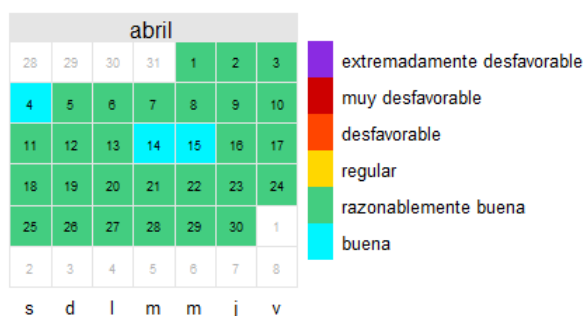 abril
28 29 30 31 1 2 3
4 5 6 7 8 9 10
11 12 13 14 15 16 17
18 19 20 21 22 23 24
25 26 27 28 29 30 1
2 3 4 5 6 7 8
s d l m m j v
extremadamente desfavorable
muy desfavorable
desfavorable
regular
razonablemente buena
buena